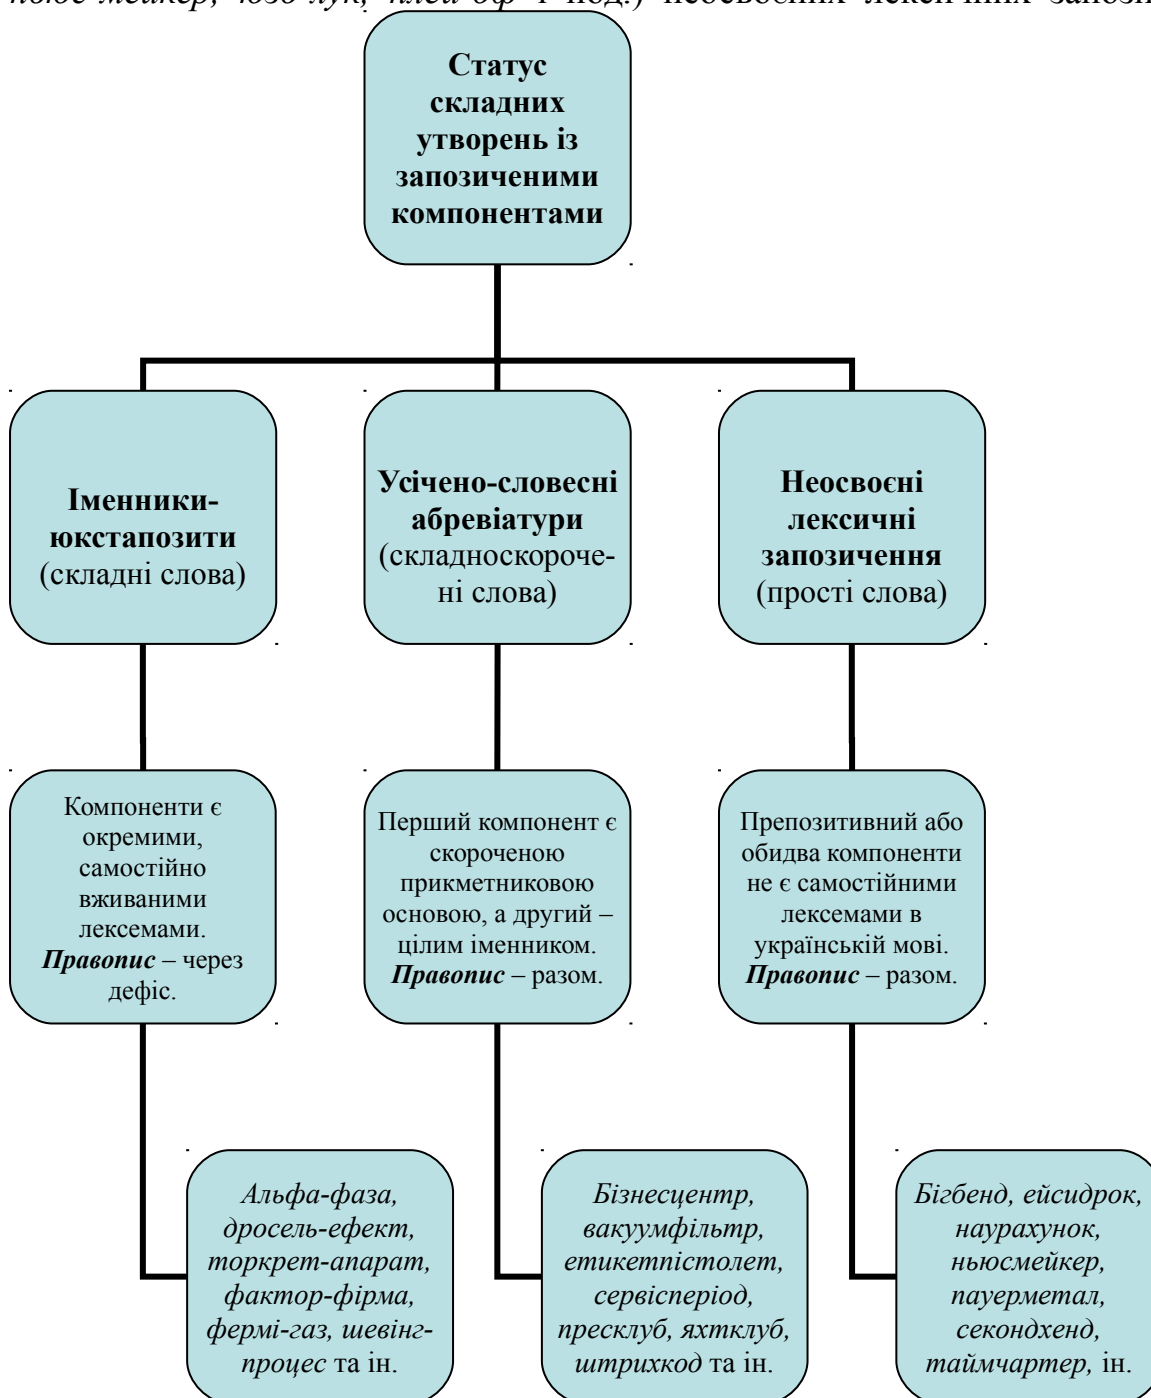 і под.) неосвоєних лексичних
Статус
складних
утворень із
запозиченими
компонентами
Іменники-
юкстапозити
(складні слова)
Усічено-словесні
абревіатури
(складноскороче-
ні слова)
Неосвоєні
лексичні
запозичення
(прості слова)
Компоненти є
окремими,
самостійно
вживаними
лексемами.
Правопис – через
дефіс.
Перший компонент є
скороченою
прикметниковою
основою, а другий –
цілим іменником.
Правопис – разом.
Препозитивний або
обидва компоненти
не є самостійними
лексемами в
українській мові.
Правопис – разом.
Альфа-фаза,
дросель-ефект,
торкрет-апарат,
фактор-фірма,
фермі-газ, шевінг-
процес та ін.
Бізнесцентр,
вакуумфільтр,
етикетпістолет,
сервісперіод,
пресклуб, яхтклуб,
штрихкод та ін.
Бігбенд, ейсидрок,
наурахунок,
ньюсмейкер,
пауерметал,
секондхенд,
таймчартер, ін.